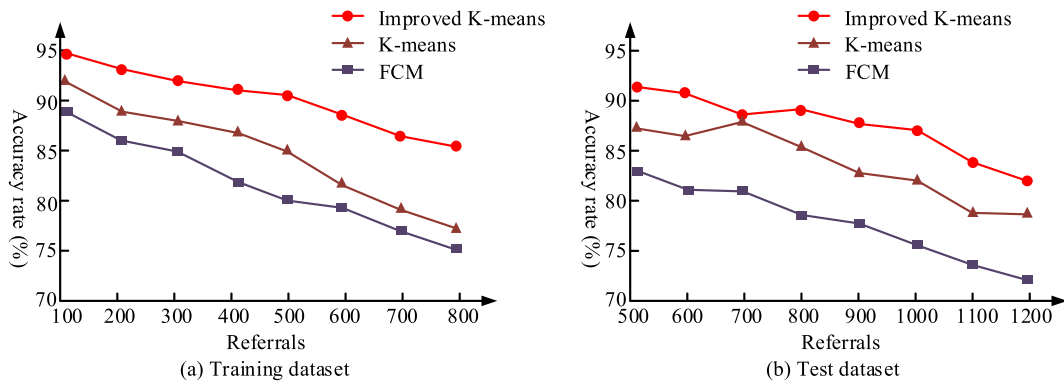 Improved K-means
K-means
FCM
95
90
85
80
75
70
Accuracy rate (%)
100 200 300 400 500 600 700 800
Referrals
(a) Training dataset
Improved K-means
K-means
FCM
95
90
85
80
75
70
Accuracy rate (%)
500 600 700 800 900 1000 1100 1200
Referrals
(b) Test dataset